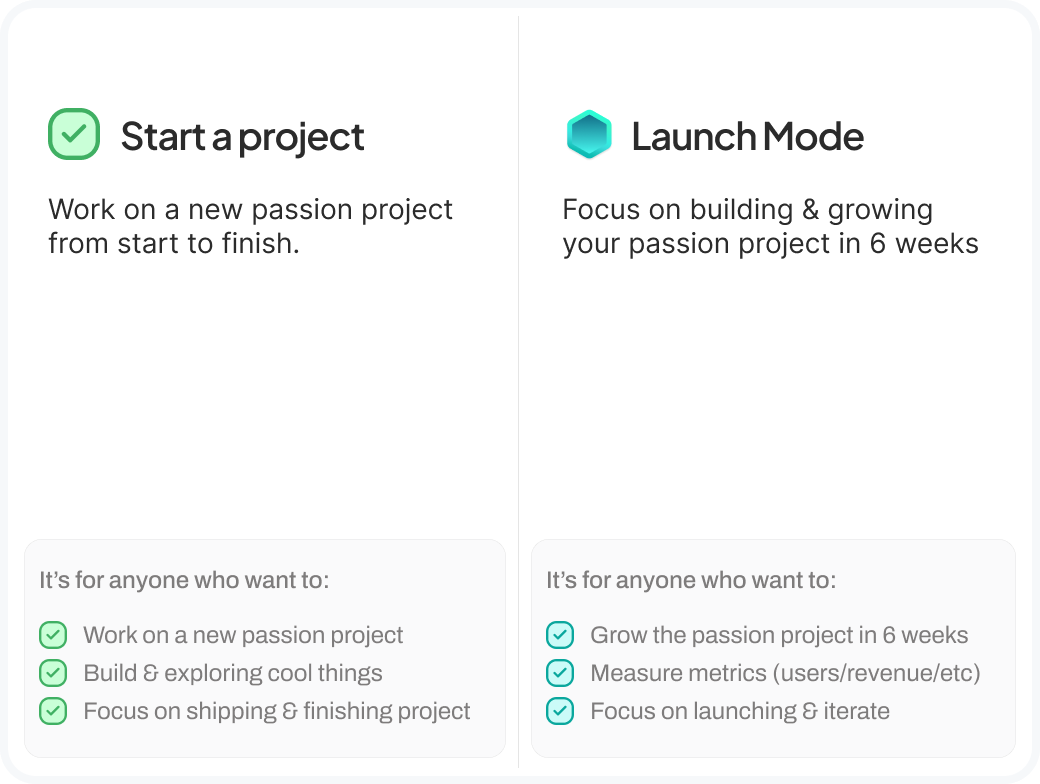 Start a project
Work on a new passion project
from start to finish.
It’s for anyone who want to:
Work on a new passion project
Build & exploring cool things
Focus on shipping & finishing project
Launch Mode
Focus on building & growing
your passion project in 6 weeks
It’s for anyone who want to:
Grow the passion project in 6 weeks
Measure metrics (users/revenue/etc)
Focus on launching & iterate